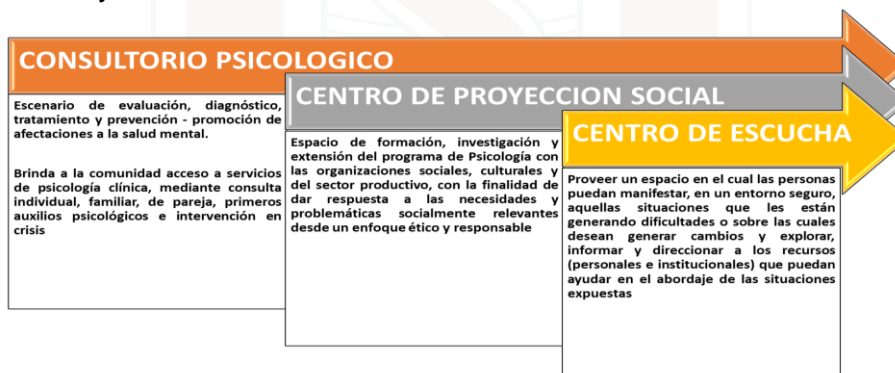 CONSULTORIO PSICOLOGICO
Escenario de evaluación, diagnóstico,
tratamiento y prevención - promoción de
afectaciones a la salud mental.
Brinda a la comunidad acceso a servicios
de psicología clínica, mediante consulta
individual, familiar, de pareja, primeros
auxilios psicológicos e intervención en
crisis
CENTRO DE PROYECCION SOCIAL
Espacio de formación, investigación y
extensión del programa de Psicología con
las organizaciones sociales, culturales y
del sector productivo, con la finalidad de
dar respuesta a las necesidades y
problemáticas socialmente relevantes
desde un enfoque ético y responsable
CENTRO DE ESCUCHA
Proveer un espacio en el cual las personas
puedan manifestar, en un entorno seguro,
aquellas situaciones que les están
generando dificultades o sobre las cuales
desean generar cambios y explorar,
informar y direccionar a los recursos
(personales e institucionales) que puedan
ayudar en el abordaje de las situaciones
expuestas